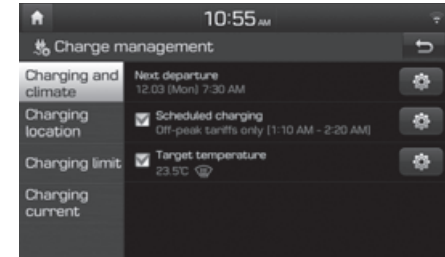 10:55 AM
Charge management
Charging and
climate
Next departure
12.03 (Mon) 7:30 AM
Charging
location
Scheduled charging
Off-peak tariffs only [1:10 AM - 2:20 AM]
Charging limit
Target temperature
23.5℃
Charging
current